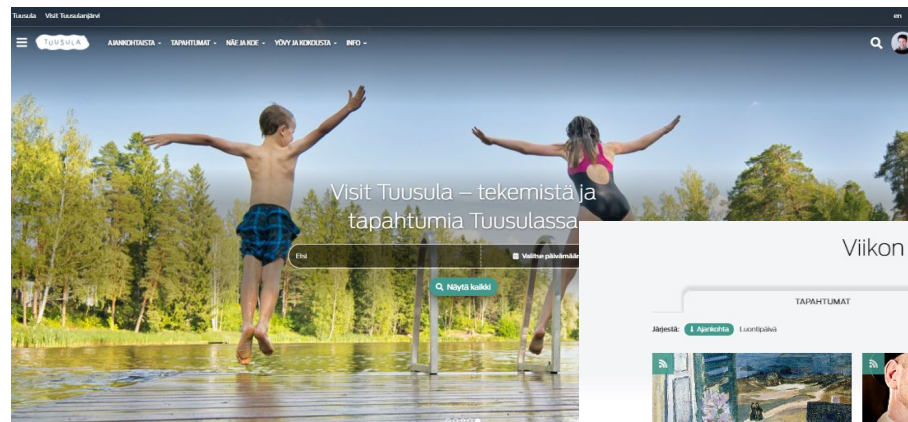 Tuusula Visit Tuusulanjärvi en
TUUSULA AJANKOHTAISTA TAPAHTUMAT NÄE JA KOE YÖVY JA KOKOUSTA INFO
Visit Tuusula – tekemistä ja
tapahtumia Tuusulassa
Etsi Valitse päivämäär
Näytä kaikki
Viikon
TAPAHTUMAT
Järjestä: Ajankohta Luontipäivä